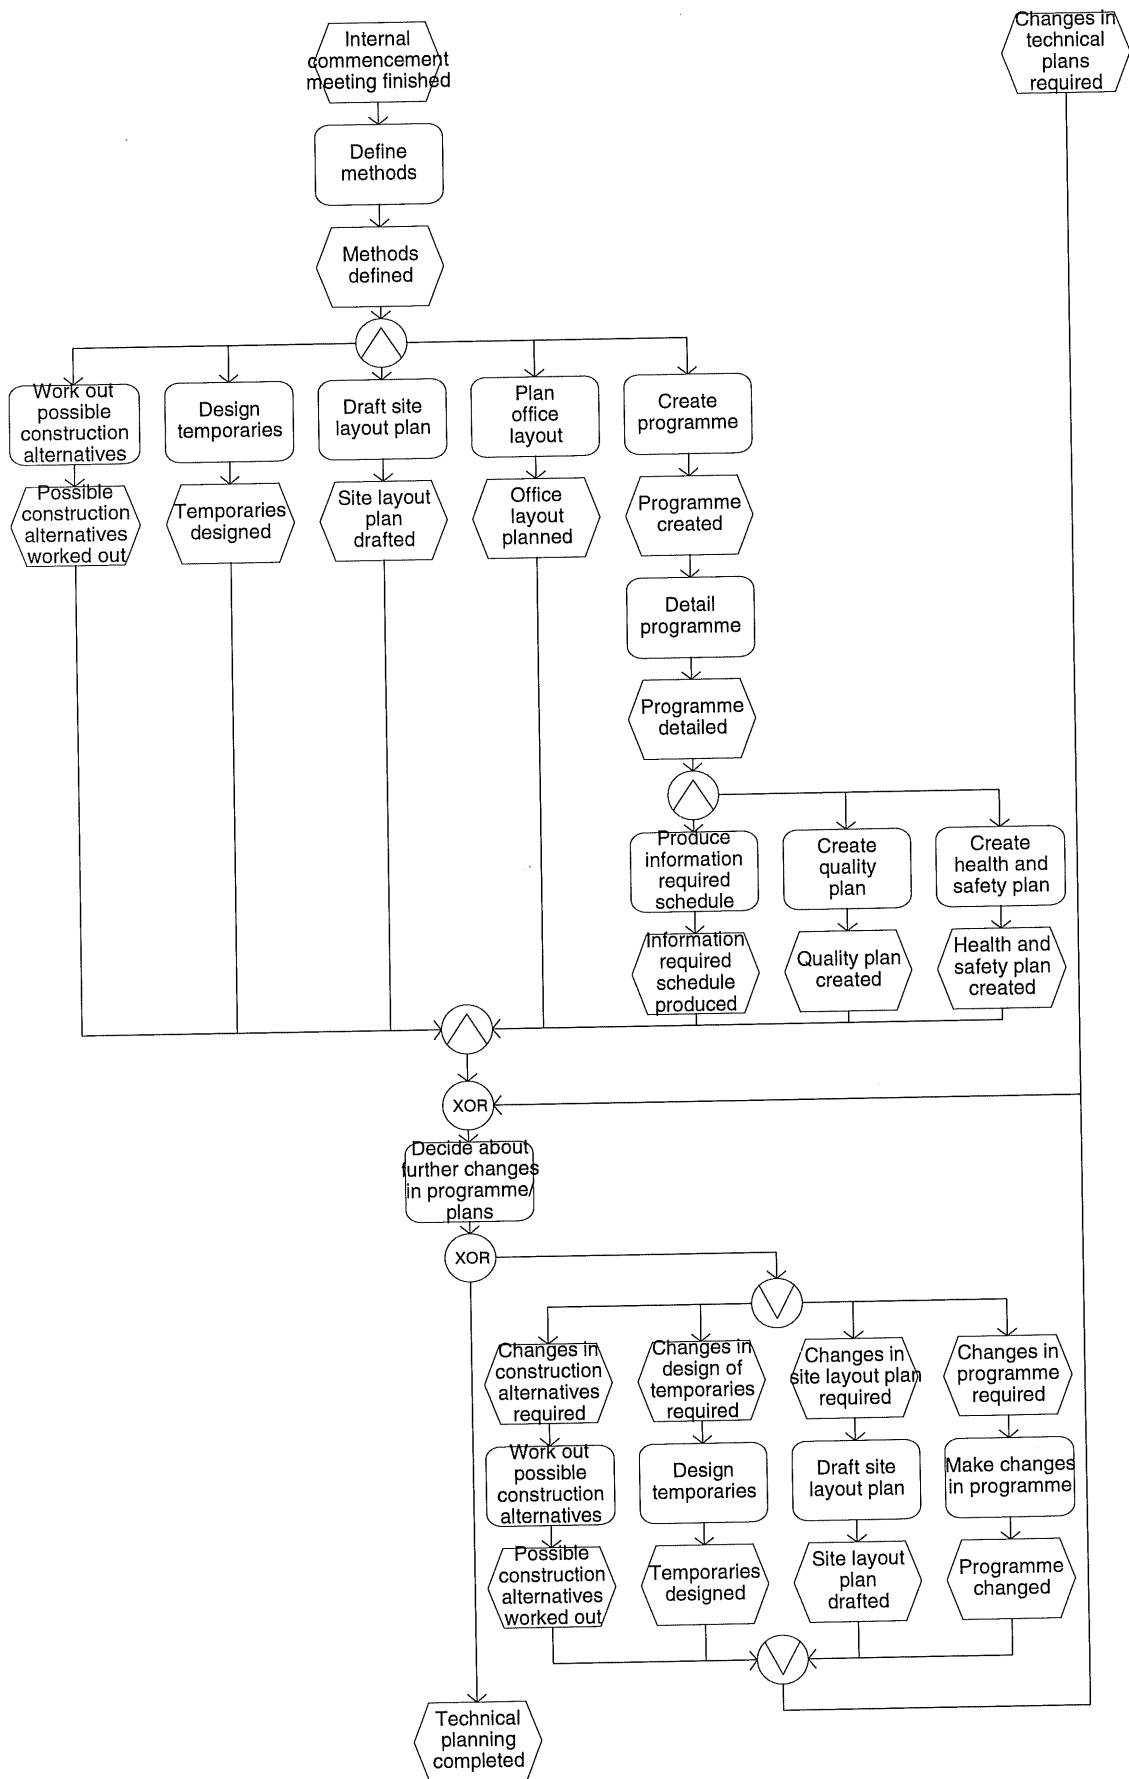 Internal
commencement
meeting finished
Changes in
technical
plans
required
Define
methods
Methods
defined
Work out
possible
construction
alternatives
Design
temporaries
Draft site
layout plan
Plan
office
layout
Create
programme
Possible
construction
alternatives
worked out
Temporaries
designed
Site layout
plan
drafted
Office
layout
planned
Programme
created
Detail
programme
Programme
detailed
Produce
information
required
schedule
Create
quality
plan
Create
health and
safety plan
Information
required
schedule
produced
Quality plan
created
Health and
safety plan
created
XOR
Decide about
further changes
in programme/
plans
XOR
Changes in
construction
alternatives
required
Changes in
design of
temporaries
required
Changes in
site layout plan
required
Changes in
programme
required
Work out
possible
construction
alternatives
Design
temporaries
Draft site
layout plan
Make changes
in programme
Possible
construction
alternatives
worked out
Temporaries
designed
Site layout
plan
drafted
Programme
changed
Technical
planning
completed